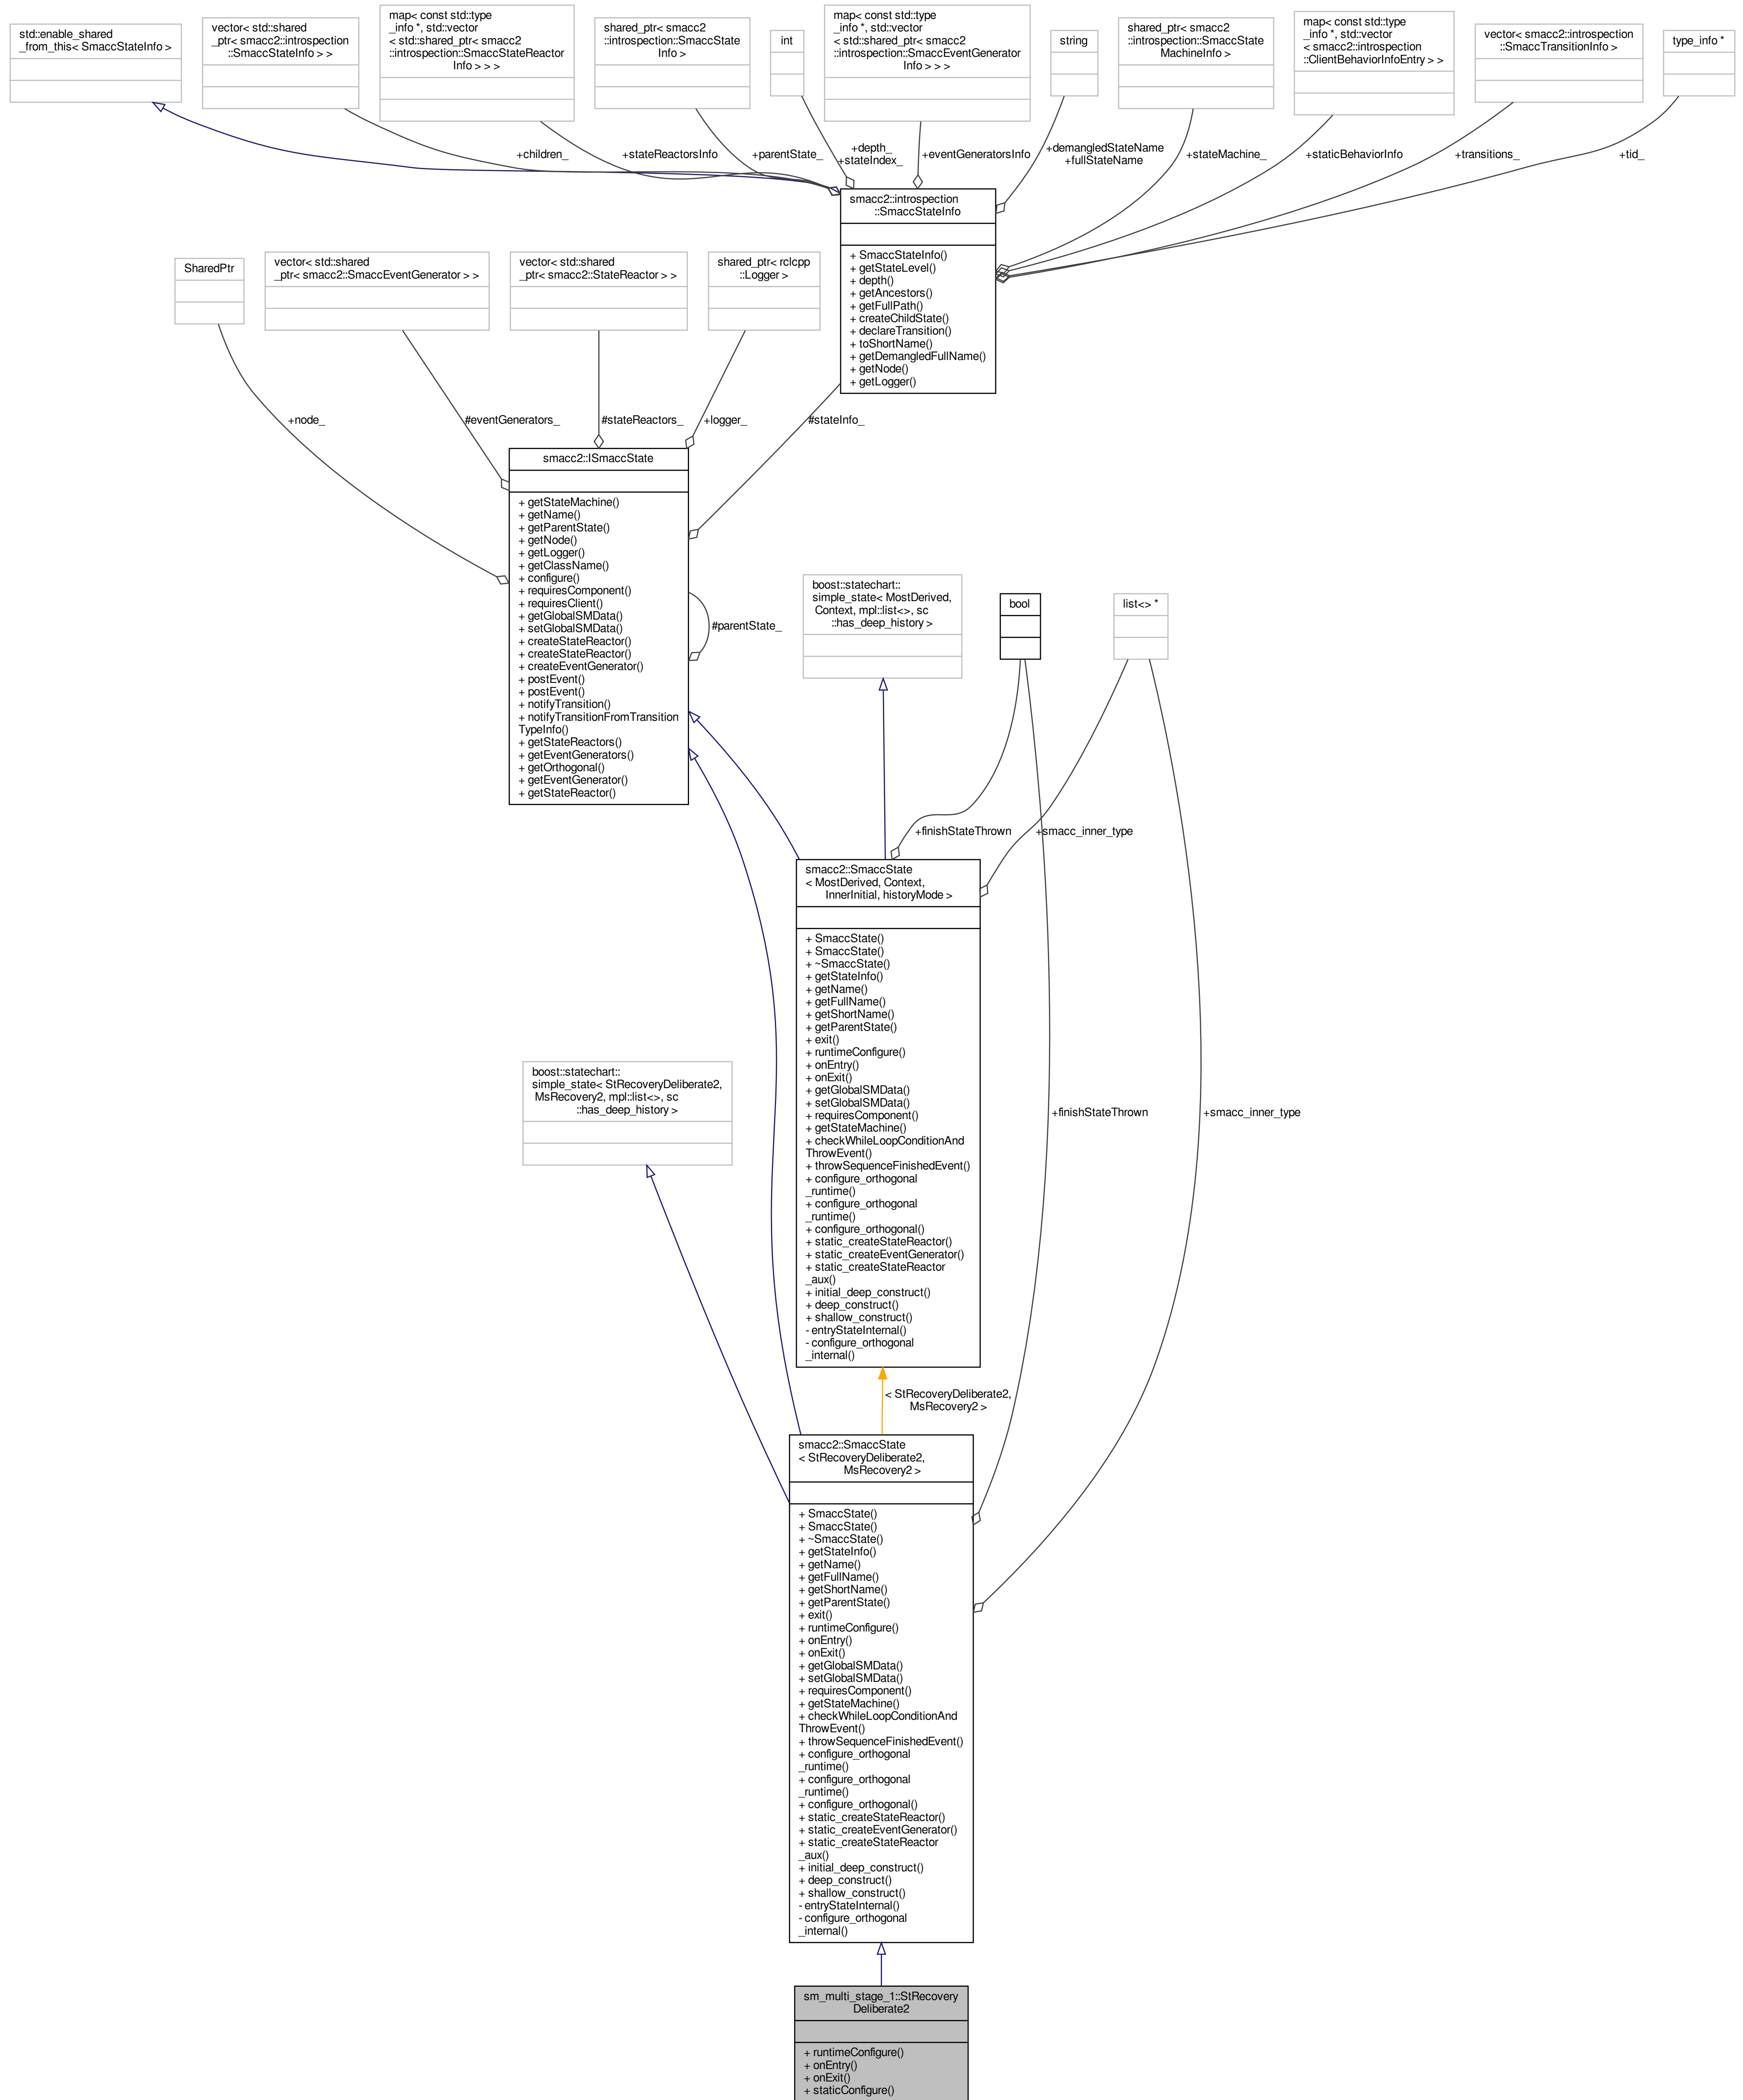 std::enable_shared
_from_this< SmaccStateInfo >
vector< std::shared
_ptr< smacc2::introspection
::SmaccStateInfo > >
map< const std::type
_info *, std::vector
< std::shared_ptr< smacc2
::introspection::SmaccStateReactor
Info > > >
shared_ptr< smacc2
::introspection::SmaccState
Info >
int
map< const std::type
_info *, std::vector
< std::shared_ptr< smacc2
::introspection::SmaccEventGenerator
Info > > >
string
shared_ptr< smacc2
::introspection::SmaccState
MachineInfo >
map< const std::type
_info *, std::vector
< smacc2::introspection
::ClientBehaviorInfoEntry > >
vector< smacc2::introspection
::SmaccTransitionInfo >
type_info *
+children_
+stateReactorsInfo
+parentState_
+depth_
+stateIndex_
+eventGeneratorsInfo
+demangledStateName
+fullStateName
+stateMachine_
+staticBehaviorInfo
+transitions_
+tid_
smacc2::introspection
::SmaccStateInfo
+ SmaccStateInfo()
+ getStateLevel()
+ depth()
+ getAncestors()
+ getFullPath()
+ createChildState()
+ declareTransition()
+ toShortName()
+ getDemangledFullName()
+ getNode()
+ getLogger()
SharedPtr
vector< std::shared
_ptr< smacc2::SmaccEventGenerator > >
vector< std::shared
_ptr< smacc2::StateReactor > >
shared_ptr< rclcpp
::Logger >
+node_
#eventGenerators_
#stateReactors_
+logger_
#stateInfo_
smacc2::ISmaccState
+ getStateMachine()
+ getName()
+ getParentState()
+ getNode()
+ getLogger()
+ getClassName()
+ configure()
+ requiresComponent()
+ requiresClient()
+ getGlobalSMData()
+ setGlobalSMData()
+ createStateReactor()
+ createStateReactor()
+ createEventGenerator()
+ postEvent()
+ postEvent()
+ notifyTransition()
+ notifyTransitionFromTransition
TypeInfo()
+ getStateReactors()
+ getEventGenerators()
+ getOrthogonal()
+ getEventGenerator()
+ getStateReactor()
#parentState_
boost::statechart::
simple_state< MostDerived,
Context, mpl::list<>, sc
::has_deep_history >
bool
list<> *
+finishStateThrown
+smacc_inner_type
smacc2::SmaccState
< MostDerived, Context,
InnerInitial, historyMode >
+ SmaccState()
+ SmaccState()
+ ~SmaccState()
+ getStateInfo()
+ getName()
+ getFullName()
+ getShortName()
+ getParentState()
+ exit()
+ runtimeConfigure()
+ onEntry()
+ onExit()
+ getGlobalSMData()
+ setGlobalSMData()
+ requiresComponent()
+ getStateMachine()
+ checkWhileLoopConditionAnd
ThrowEvent()
+ throwSequenceFinishedEvent()
+ configure_orthogonal
_runtime()
+ configure_orthogonal
_runtime()
+ configure_orthogonal()
+ static_createStateReactor()
+ static_createEventGenerator()
+ static_createStateReactor
_aux()
+ initial_deep_construct()
+ deep_construct()
+ shallow_construct()
- entryStateInternal()
- configure_orthogonal
_internal()
boost::statechart::
simple_state< StRecoveryDeliberate2,
MsRecovery2, mpl::list<>, sc
::has_deep_history >
+finishStateThrown
+smacc_inner_type
< StRecoveryDeliberate2,
MsRecovery2 >
smacc2::SmaccState
< StRecoveryDeliberate2,
MsRecovery2 >
+ SmaccState()
+ SmaccState()
+ ~SmaccState()
+ getStateInfo()
+ getName()
+ getFullName()
+ getShortName()
+ getParentState()
+ exit()
+ runtimeConfigure()
+ onEntry()
+ onExit()
+ getGlobalSMData()
+ setGlobalSMData()
+ requiresComponent()
+ getStateMachine()
+ checkWhileLoopConditionAnd
ThrowEvent()
+ throwSequenceFinishedEvent()
+ configure_orthogonal
_runtime()
+ configure_orthogonal
_runtime()
+ configure_orthogonal()
+ static_createStateReactor()
+ static_createEventGenerator()
+ static_createStateReactor
_aux()
+ initial_deep_construct()
+ deep_construct()
+ shallow_construct()
- entryStateInternal()
- configure_orthogonal
_internal()
sm_multi_stage_1::StRecovery
Deliberate2
+ runtimeConfigure()
+ onEntry()
+ onExit()
+ staticConfigure()